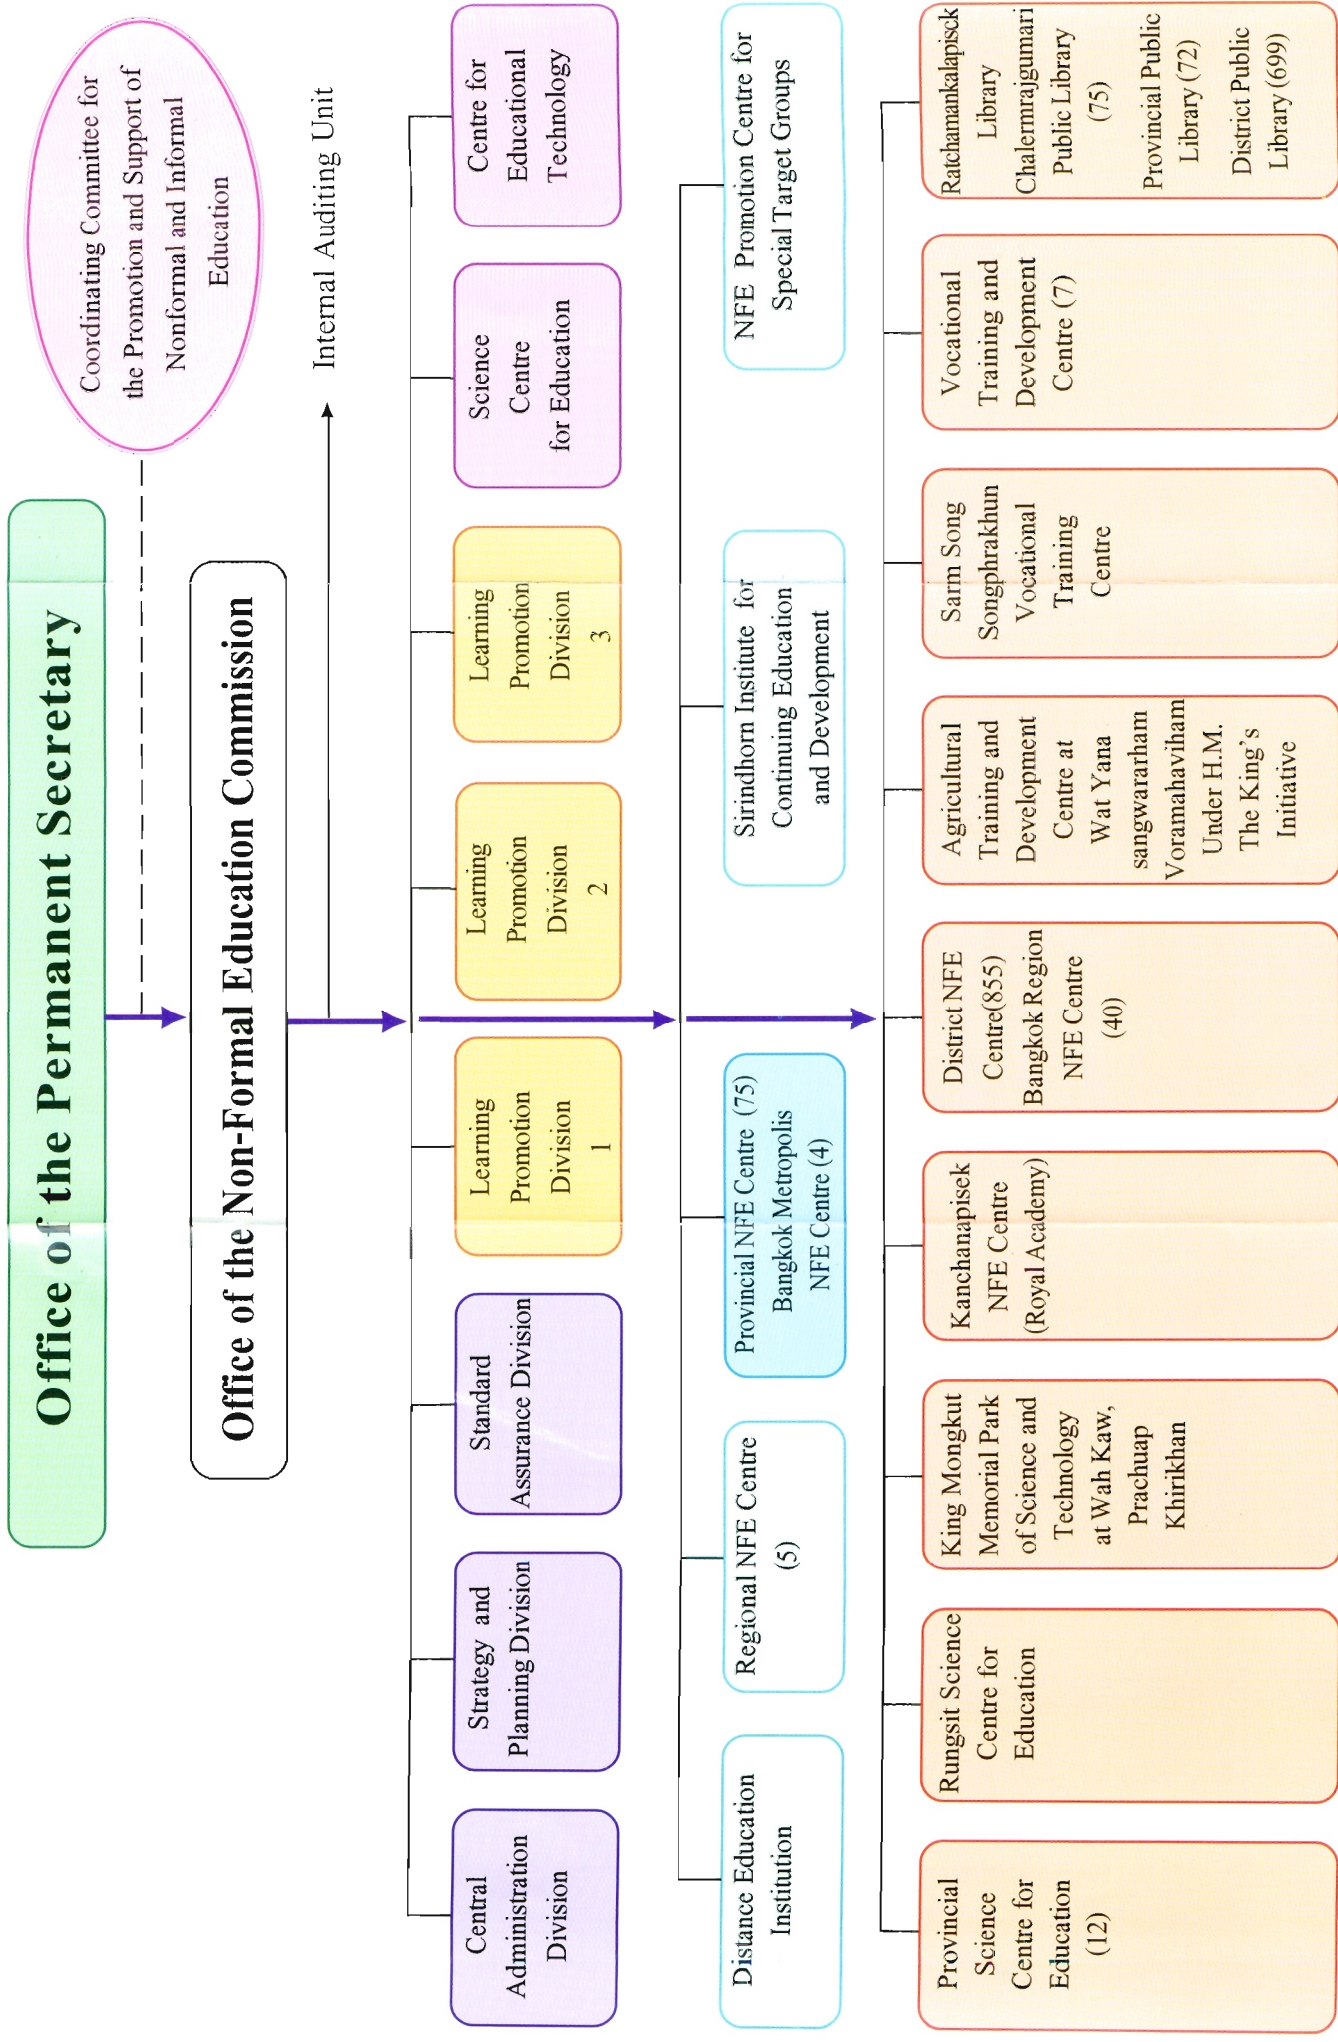 Office of the Permanent Secretary
Coordinating Committee for
the Promotion and Support of
Nonformal and Informal
Education
Office of the Non-Formal Education Commission
Internal Auditing Unit
Central
Administration
Division
Strategy and
Planning Division
Standard
Assurance Division
Learning
Promotion
Division
1
Learning
Promotion
Division
2
Learning
Promotion
Division
3
Science
Centre
for Education
Centre for
Educational
Technology
Distance Education
Institution
Regional NFE Centre
(5)
Provincial NFE Centre (75)
Bangkok Metropolis
NFE Centre (4)
Sirindhorn Institute for
Continuing Education
and Development
NFE Promotion Centre for
Special Target Groups
Provincial
Science
Centre for
Education
(12)
Rungsit Science
Centre for
Education
King Mongkut
Memorial Park
of Science and
Technology
at Wah Kaw,
Prachuap
Khirikhan
Kanchanapisek
NFE Centre
(Royal Academy)
District NFE
Centre(855)
Bangkok Region
NFE Centre
(40)
Agricultural
Training and
Development
Centre at
Wat Yana
sangwararham
Voramahaviham
Under H.M.
The King's
Initiative
Sarm Song
Songphrakhun
Vocational
Training
Centre
Vocational
Training and
Development
Centre (7)
Ratchamankalapisck
Library
Chalermrajgumari
Public Library
(75)
Provincial Public
Library (72)
District Public
Library (699)